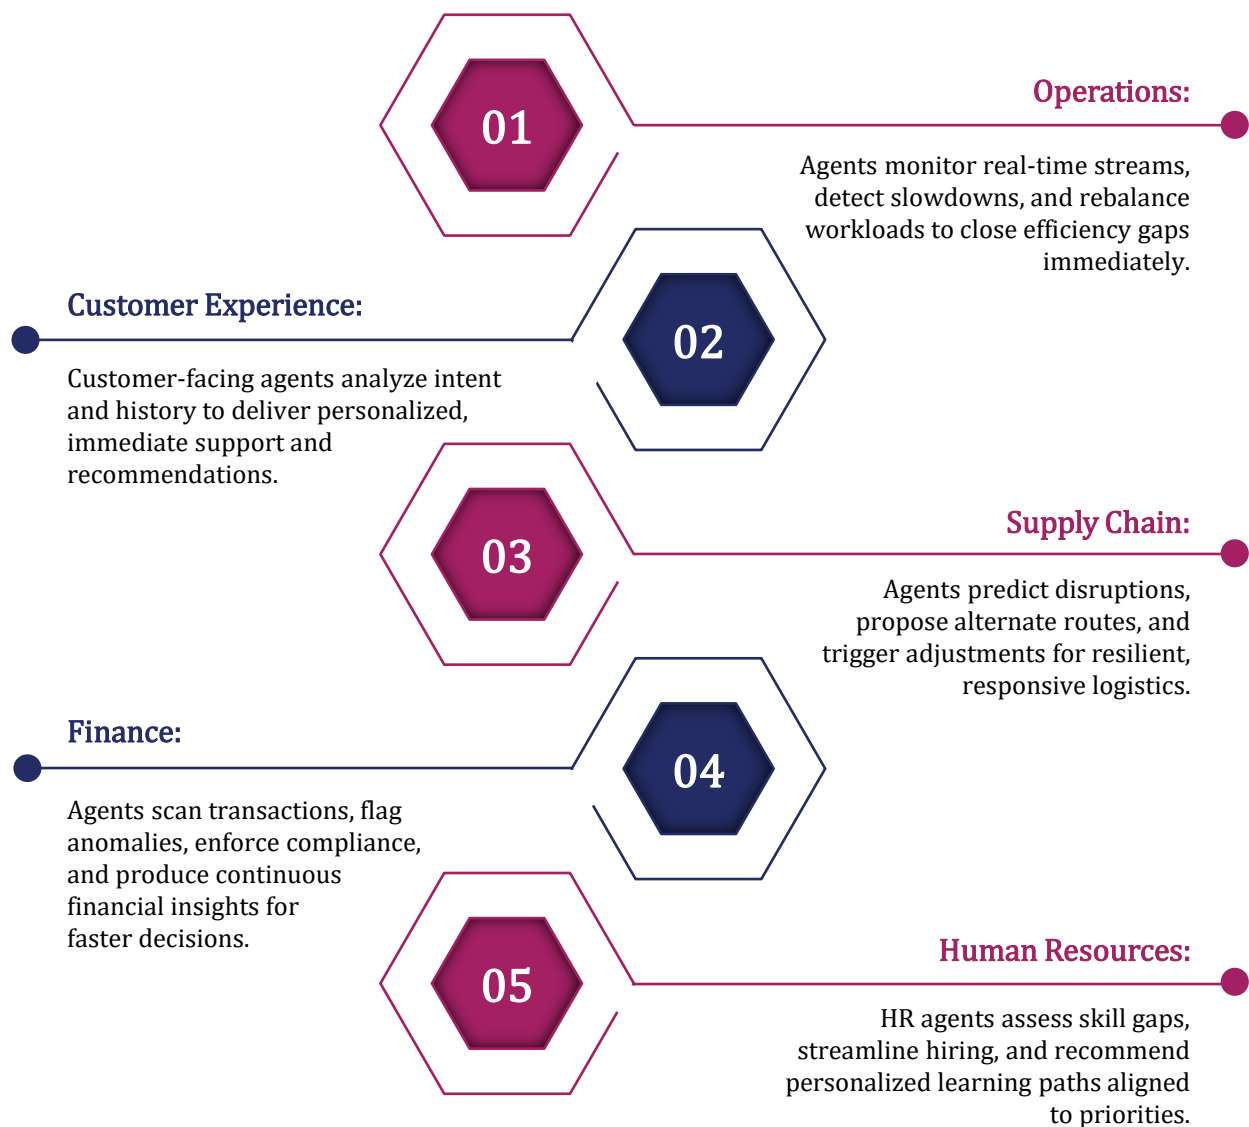 01
Operations:
Agents monitor real-time streams,
detect slowdowns, and rebalance
workloads to close efficiency gaps
immediately.
02
Customer Experience:
Customer-facing agents analyze intent
and history to deliver personalized,
immediate support and
recommendations.
03
Supply Chain:
Agents predict disruptions,
propose alternate routes, and
trigger adjustments for resilient,
responsive logistics.
04
Finance:
Agents scan transactions, flag
anomalies, enforce compliance,
and produce continuous
financial insights for
faster decisions.
05
Human Resources:
HR agents assess skill gaps,
streamline hiring, and recommend
personalized learning paths aligned
to priorities.